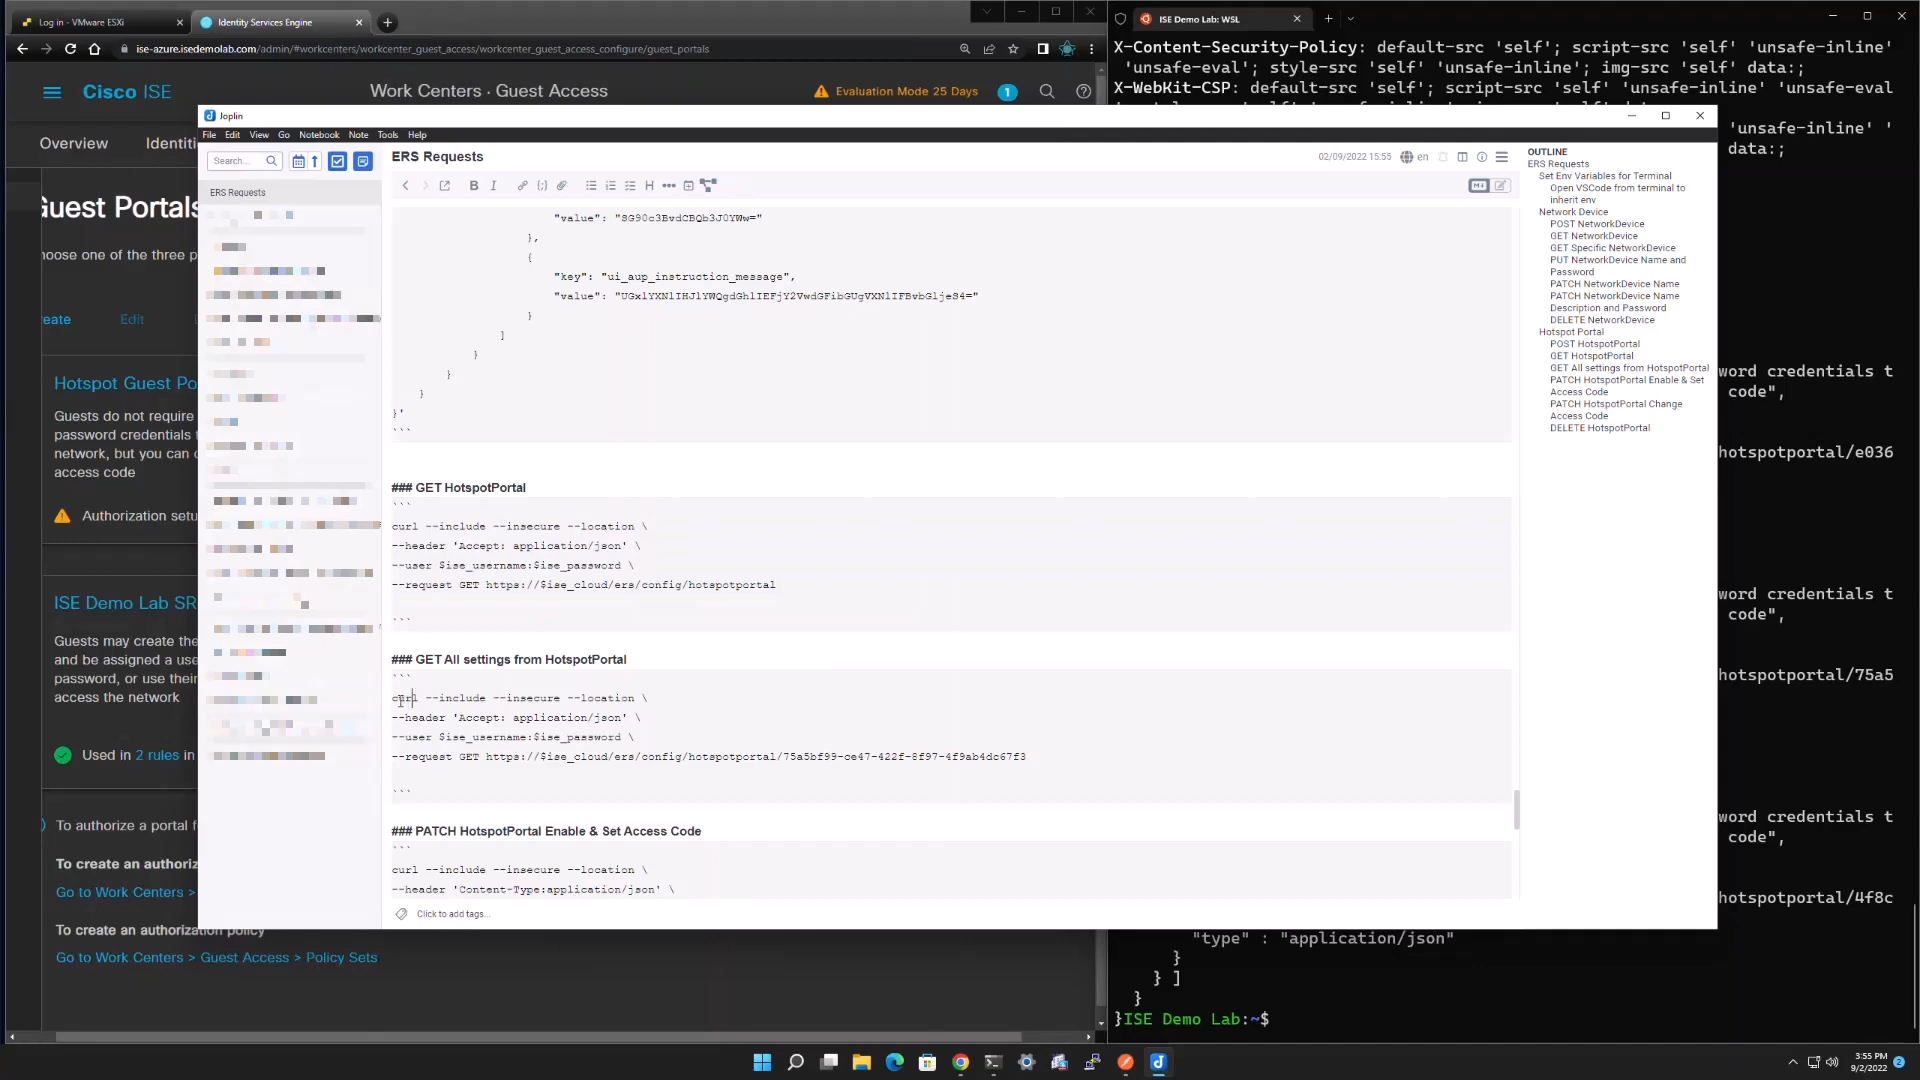 Log in - VMware ESXi
Identity Services Engine
ise-azure.isedemolab.com/admin/#workcenters/workcenter_guest_access/workcenter_guest_access_configure/guest_portals
Cisco ISE
Work Centers · Guest Access
Evaluation Mode 25 Days
1
Overview
Identiti
Guest Portals
hoose one of the three p
reate
Edit
Hotspot Guest Po
Guests do not require
password credentials t
network, but you can o
access code
Authorization setu
ISE Demo Lab SR
Guests may create the
and be assigned a use
password, or use their
access the network
Used in 2 rules in
To authorize a portal f
To create an authoriz
Go to Work Centers >
To create an authorization policy
Go to Work Centers > Guest Access > Policy Sets
Joplin
File Edit View Go Notebook Note Tools Help
Search...
ERS Requests
ERS Requests
02/09/2022 15:55
en
"value": "SG90c3BvdCBQb3J0YWw="
},
{
"key": "ui_aup_instruction_message",
"value": "UGxlYXNlIHJlYWQgdGhlIEFjY2VwdGFibGUgVXNlIFBvbGljeS4="
}
]
}
}
}
}'
```
### GET HotspotPortal
```
curl --include --insecure --location \
--header 'Accept: application/json' \
--user $ise_username:$ise_password \
--request GET https://$ise_cloud/ers/config/hotspotportal
```
### GET All settings from HotspotPortal
```
curl --include --insecure --location \
--header 'Accept: application/json' \
--user $ise_username:$ise_password \
--request GET https://$ise_cloud/ers/config/hotspotportal/75a5bf99-ce47-422f-8f97-4f9ab4dc67f3
```
### PATCH HotspotPortal Enable & Set Access Code
```
curl --include --insecure --location \
--header 'Content-Type:application/json' \
Click to add tags...
OUTLINE
ERS Requests
Set Env Variables for Terminal
Open VSCode from terminal to
inherit env
Network Device
POST NetworkDevice
GET NetworkDevice
GET Specific NetworkDevice
PUT NetworkDevice Name and
Password
PATCH NetworkDevice Name
PATCH NetworkDevice Name
Description and Password
DELETE NetworkDevice
Hotspot Portal
POST HotspotPortal
GET HotspotPortal
GET All settings from HotspotPortal
PATCH HotspotPortal Enable & Set
Access Code
PATCH HotspotPortal Change
Access Code
DELETE HotspotPortal
ISE Demo Lab: WSL
X-Content-Security-Policy: default-src 'self'; script-src 'self' 'unsafe-inline'
'unsafe-eval'; style-src 'self' 'unsafe-inline'; img-src 'self' data:;
X-WebKit-CSP: default-src 'self'; script-src 'self' 'unsafe-inline' 'unsafe-eval
'unsafe-inline' '
data:;
word credentials t
code",
hotspotportal/e036
word credentials t
code",
hotspotportal/75a5
word credentials t
code",
hotspotportal/4f8c
"type" : "application/json"
}
} ]
}
}ISE Demo Lab:~$
3:55 PM
9/2/2022
2